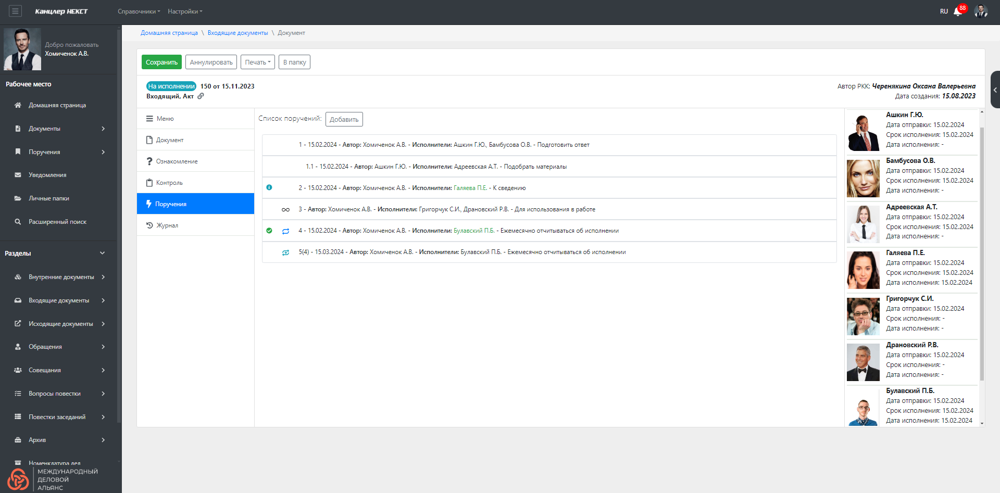 Канцлер НЕКСТ
Справочники
Настройки
RU
88
Добро пожаловать
Хомиченок А.В.
Рабочее место
Домашняя страница
Документы
Поручения
Уведомления
Личные папки
Расширенный поиск
Разделы
Внутренние документы
Входящие документы
Исходящие документы
Обращения
Совещания
Вопросы повестки
Повестки заседаний
Архив
Номенклатура дел
МЕЖДУНАРОДНЫЙ
ДЕЛОВОЙ
АЛЬЯНС
Домашняя страница \ Входящие документы \ Документ
Сохранить
Аннулировать
Печать
В папку
На исполнении 150 от 15.11.2023
Входящий, Акт
Автор РКК: Черенякина Оксана Валерьевна
Дата создания: 15.08.2023
Меню
Документ
Ознакомление
Контроль
Поручения
Журнал
Список поручений: Добавить
1 - 15.02.2024 - Автор: Хомиченок А.В. - Исполнители: Ашкин Г.Ю., Бамбусова О.В. - Подготовить ответ
1.1 - 15.02.2024 - Автор: Ашкин Г.Ю. - Исполнители: Адреевская А.Т. - Подобрать материалы
2 - 15.02.2024 - Автор: Хомиченок А.В. - Исполнители: Галяева П.Е. - К сведению
3 - Автор: Хомиченок А.В. - Исполнители: Григорчук С.И., Драновский Р.В. - Для использования в работе
4 - 15.02.2024 - Автор: Хомиченок А.В. - Исполнители: Булавский П.Б. - Ежемесячно отчитываться об исполнении
5(4) - 15.03.2024 - Автор: Хомиченок А.В. - Исполнители: Булавский П.Б. - Ежемесячно отчитываться об исполнении
Ашкин Г.Ю.
Дата отправки: 15.02.2024
Срок исполнения: 15.02.2024
Дата исполнения: -
Бамбусова О.В.
Дата отправки: 15.02.2024
Срок исполнения: 15.02.2024
Дата исполнения: -
Адреевская А.Т.
Дата отправки: 15.02.2024
Срок исполнения: 15.02.2024
Дата исполнения: -
Галяева П.Е.
Дата отправки: 15.02.2024
Срок исполнения: 15.02.2024
Дата исполнения: 15.02.2024
Григорчук С.И.
Дата отправки: 15.02.2024
Срок исполнения: -
Дата исполнения: -
Драновский Р.В.
Дата отправки: 15.02.2024
Срок исполнения: -
Дата исполнения: -
Булавский П.Б.
Дата отправки: 15.02.2024
Срок исполнения: 15.02.2024
Дата исполнения: 15.02.2024